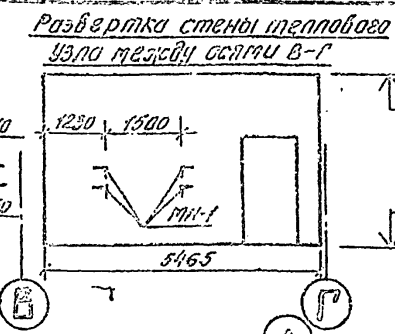 Развертка стены теплового
узла между осями В-Г
1250 1500
МН-1
5465
В Г